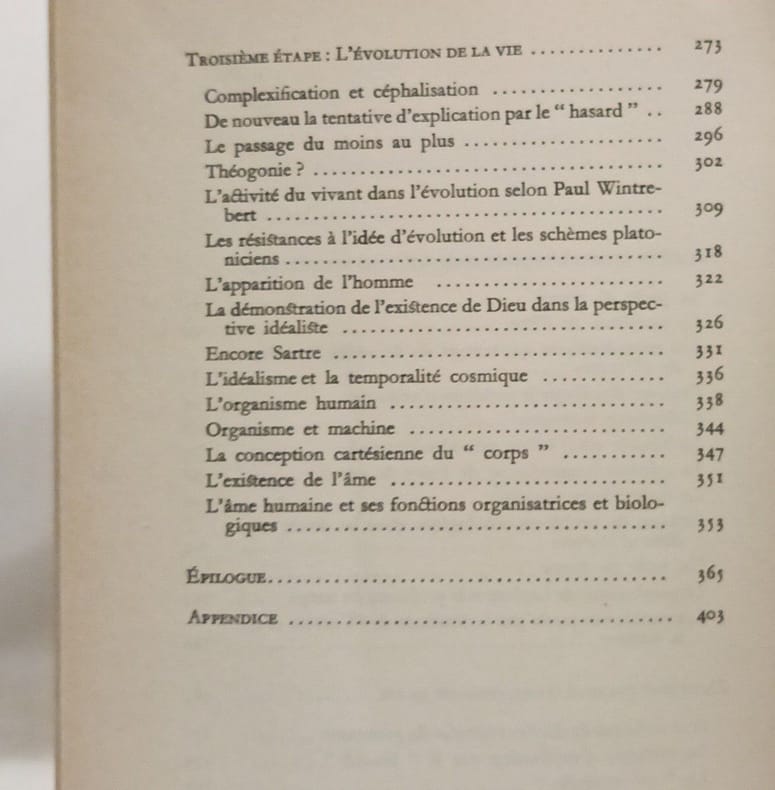 TROISIÈME ÉTAPE : L'ÉVOLUTION DE LA VIE .............. 273
Complexification et céphalisation .................. 279
De nouveau la tentative d'explication par le “ hasard ” .. 288
Le passage du moins au plus ..................... 296
Théogonie ? ..................................... 302
L'activité du vivant dans l'évolution selon Paul Wintre-
bert .......................................... 309
Les résistances à l'idée d'évolution et les schèmes plato-
niciens ........................................ 318
L'apparition de l'homme ........................ 322
La démonstration de l'existence de Dieu dans la perspec-
tive idéaliste .................................. 326
Encore Sartre ................................... 331
L'idéalisme et la temporalité cosmique ............. 336
L'organisme humain ............................. 338
Organisme et machine ........................... 344
La conception cartésienne du “ corps ” ........... 347
L'existence de l'âme ............................. 351
L'âme humaine et ses fonctions organisatrices et biolo-
giques ........................................ 353
ÉPILOGUE .......................................... 365
APPENDICE ......................................... 403